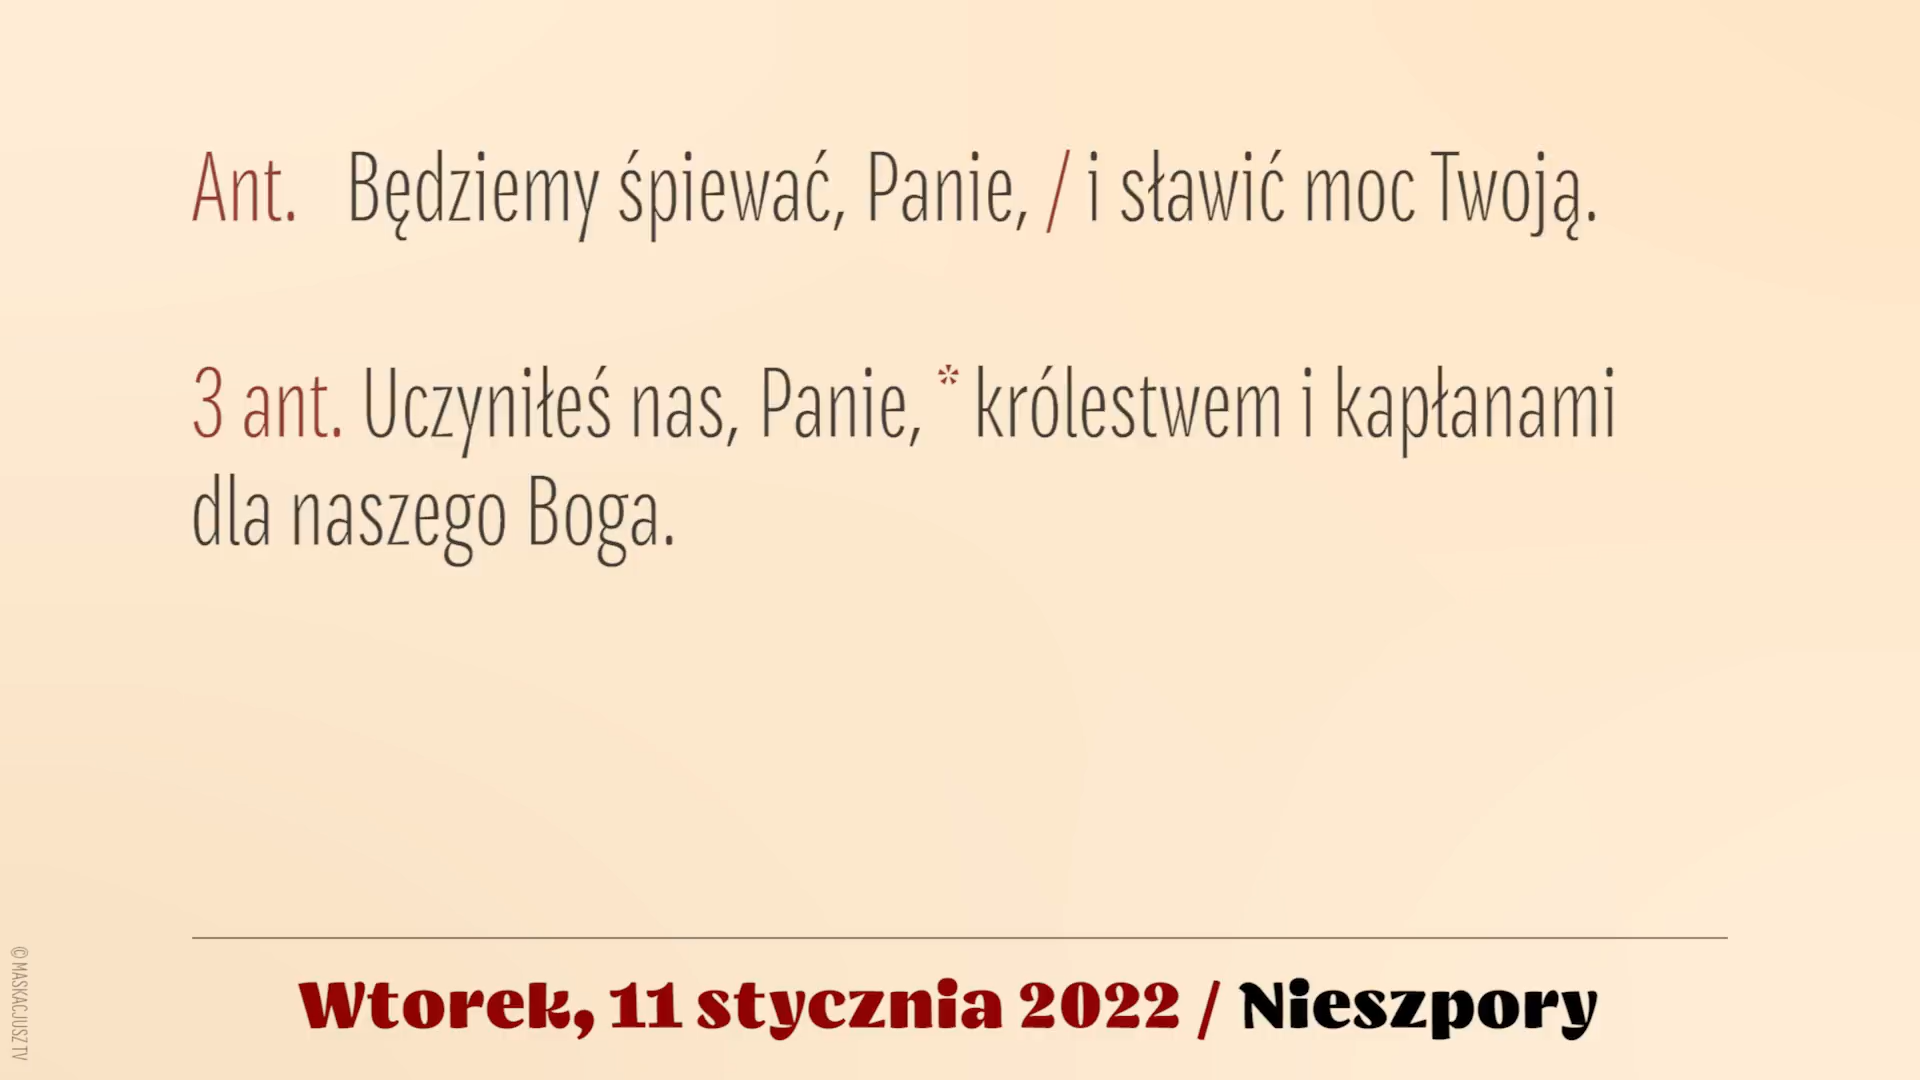 Ant. Będziemy śpiewać, Panie, / i sławić moc Twoją.
3 ant. Uczyniłeś nas, Panie, * królestwem i kapłanami
dla naszego Boga.
Wtorek, 11 stycznia 2022 / Nieszpory
© MASKACJUSZ TV